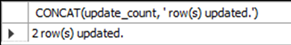 CONCAT(update_count, ' row(s) updated.')
2 row(s) updated.